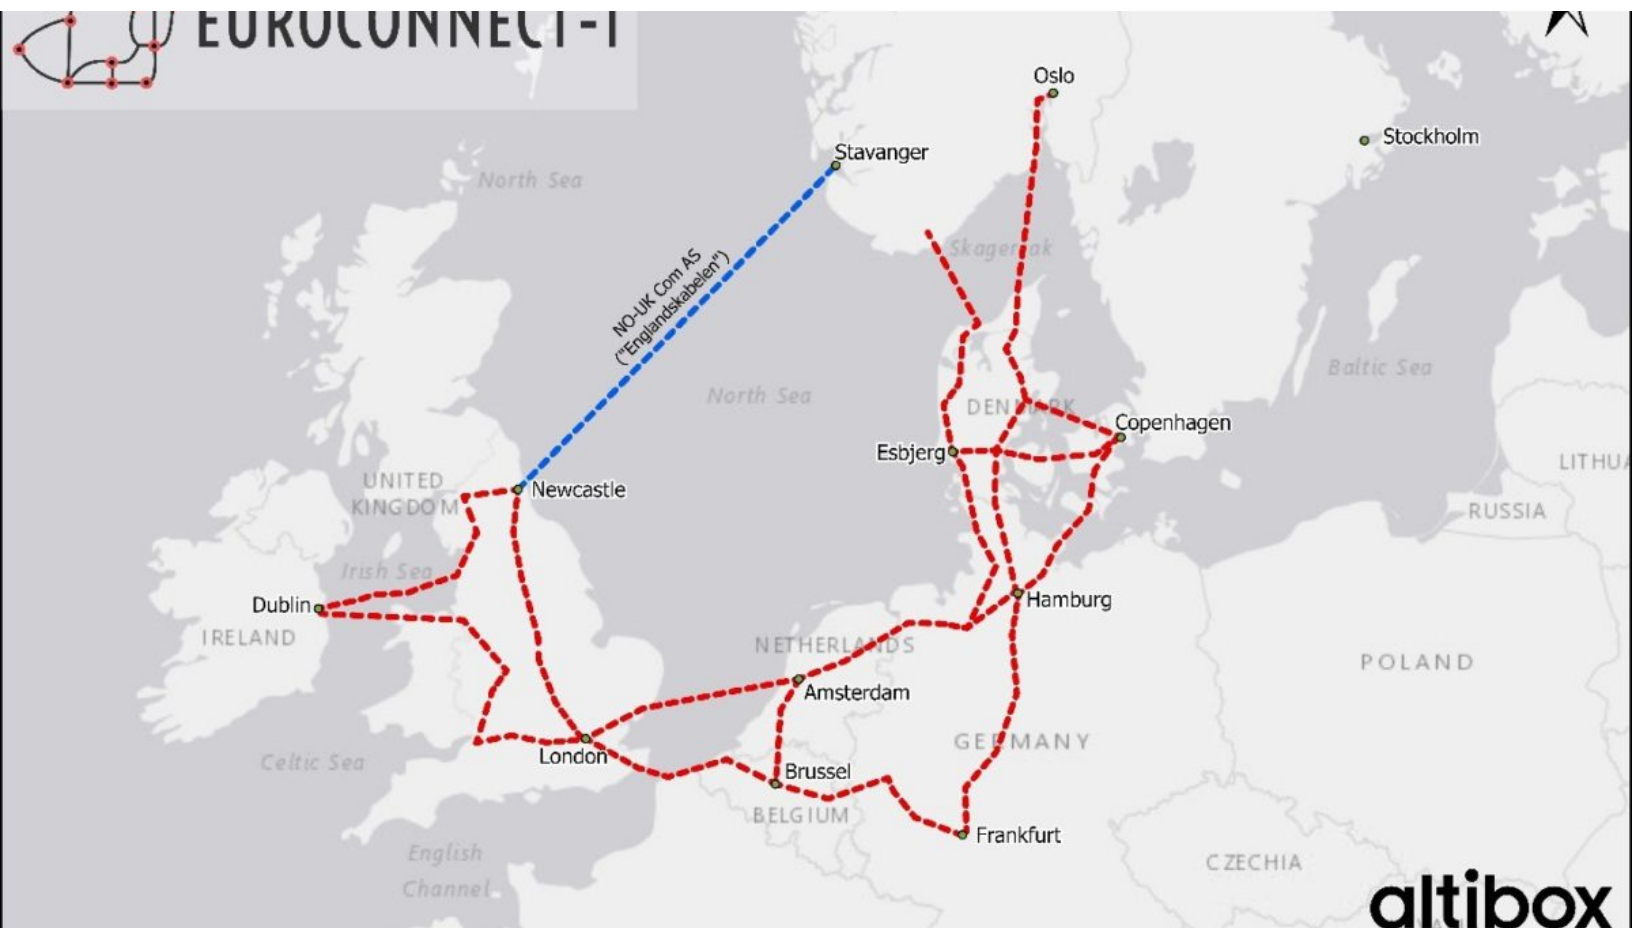 EUROCONNECT-1
Oslo
Stockholm
Stavanger
North Sea
Skagerrak
NO-UK Com AS
("Englandskabelen")
Baltic Sea
North Sea
DENMARK
Copenhagen
Esbjerg
LITHUA
UNITED
KINGDOM
Newcastle
RUSSIA
Irish Sea
Dublin
Hamburg
IRELAND
NETHERLANDS
POLAND
Amsterdam
GERMANY
London
Celtic Sea
Brussel
BELGIUM
Frankfurt
English
Channel
CZECHIA
altibox